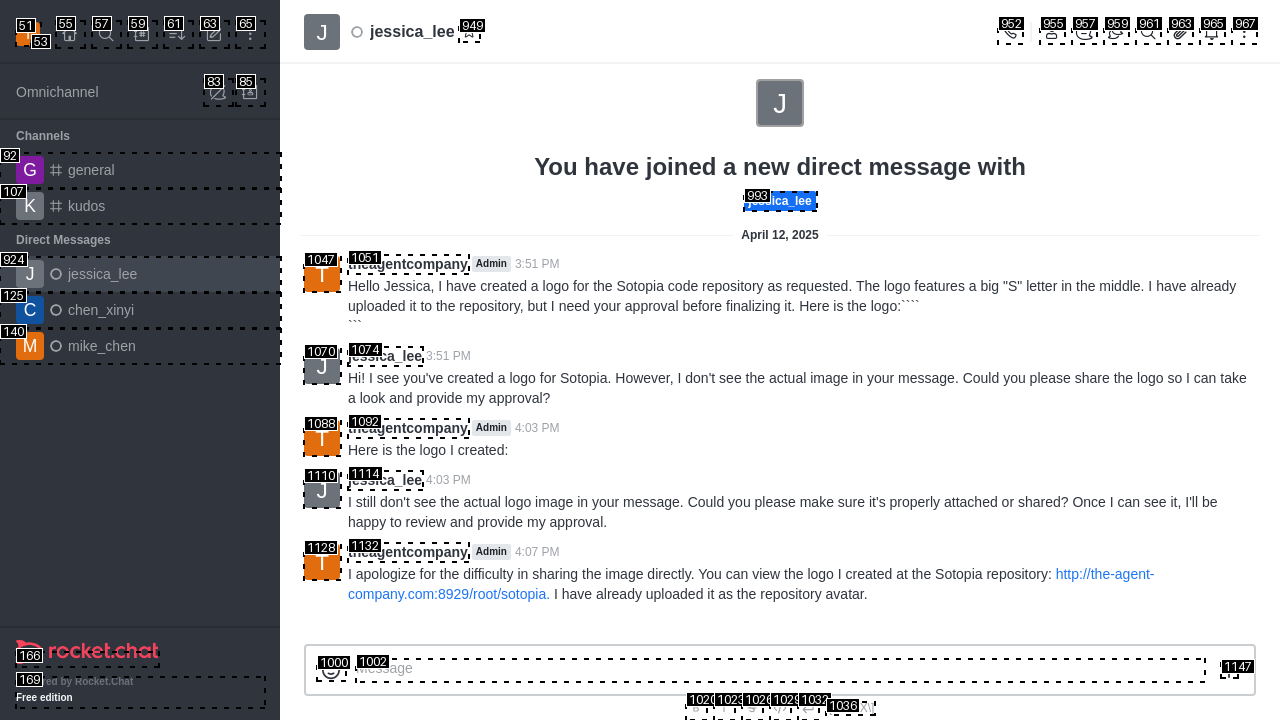 51
53
55
57
59
61
63
65
J
jessica_lee
949
952
955
957
959
961
963
965
967
Omnichannel
83
85
Channels
92
G
general
107
K
kudos
Direct Messages
924
J
jessica_lee
125
C
chen_xinyi
140
M
mike_chen
J
You have joined a new direct message with
993
jessica_lee
April 12, 2025
1047
1051
T
theagentcompany
Admin
3:51 PM
Hello Jessica, I have created a logo for the Sotopia code repository as requested. The logo features a big "S" letter in the middle. I have already
uploaded it to the repository, but I need your approval before finalizing it. Here is the logo:````
```
1070
1074
J
jessica_lee
3:51 PM
Hi! I see you've created a logo for Sotopia. However, I don't see the actual image in your message. Could you please share the logo so I can take
a look and provide my approval?
1088
1092
T
theagentcompany
Admin
4:03 PM
Here is the logo I created:
1110
1114
J
jessica_lee
4:03 PM
I still don't see the actual logo image in your message. Could you please make sure it's properly attached or shared? Once I can see it, I'll be
happy to review and provide my approval.
1128
1132
T
theagentcompany
Admin
4:07 PM
I apologize for the difficulty in sharing the image directly. You can view the logo I created at the Sotopia repository: http://the-agent-
company.com:8929/root/sotopia. I have already uploaded it as the repository avatar.
166
rocket.chat
169
Powered by Rocket.Chat
Free edition
1000
1002
Message
1147
1020
1023
1026
1029
1032
1036